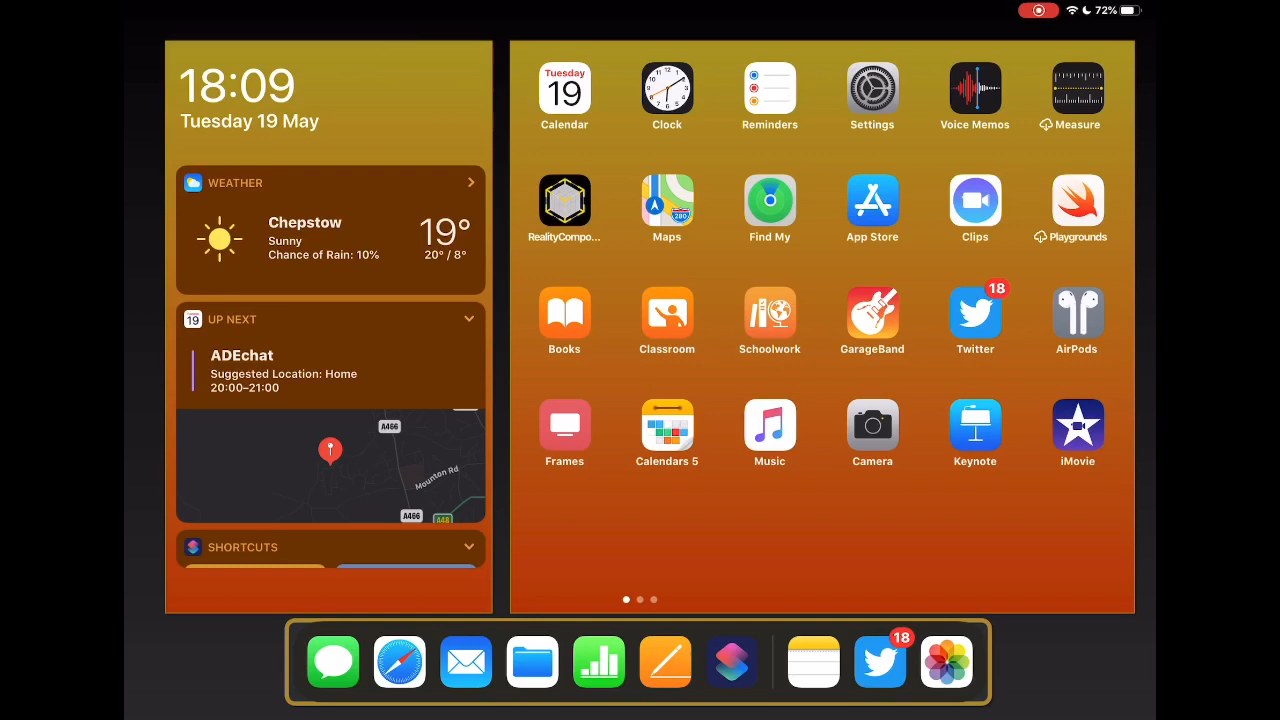 72%
18:09
Tuesday 19 May
WEATHER
Chepstow
Sunny
Chance of Rain: 10%
19°
20° / 8°
19
UP NEXT
ADEchat
Suggested Location: Home
20:00–21:00
A466
Mounton Rd
A466
A48
SHORTCUTS
Tuesday
19
12
Calendar
Clock
Reminders
Settings
Voice Memos
Measure
280
RealityCompo...
Maps
Find My
App Store
Clips
Playgrounds
18
Books
Classroom
Schoolwork
GarageBand
Twitter
AirPods
Frames
Calendars 5
Music
Camera
Keynote
iMovie
18